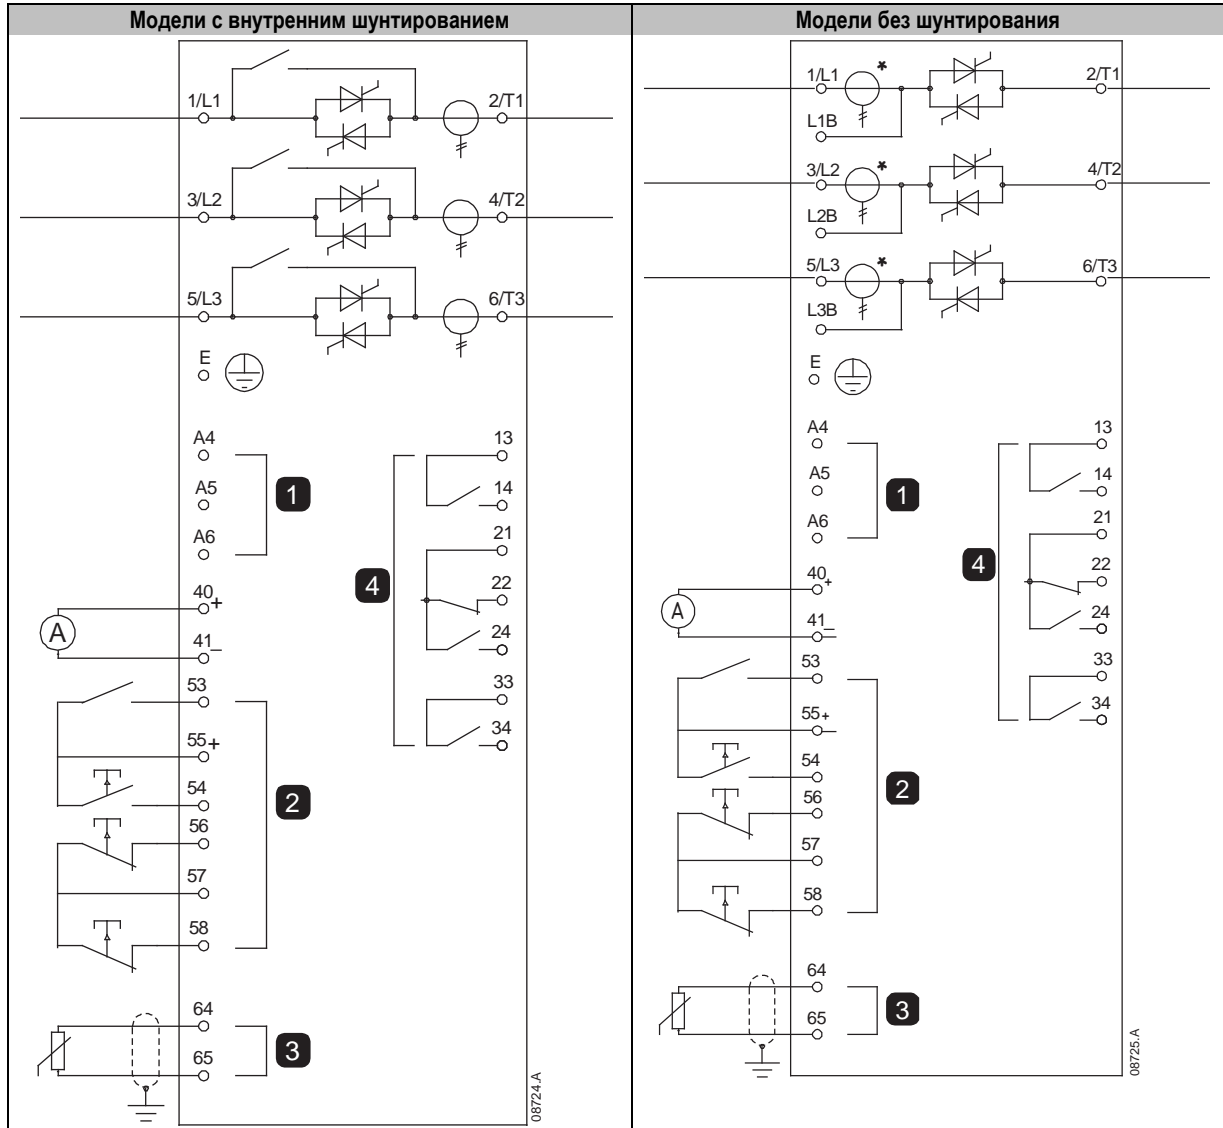 Модели с внутренним шунтированием
1/L1
2/T1
3/L2
4/T2
5/L3
6/T3
E
A4
A5
A6
1
13
14
21
22
24
33
34
4
40
+
A
41
–
53
55
+
54
56
57
58
2
64
65
3
08724.A
Модели без шунтирования
1/L1
*
2/T1
L1B
3/L2
*
4/T2
L2B
5/L3
*
6/T3
L3B
E
A4
A5
A6
1
13
14
21
22
24
33
34
4
40
+
A
41
–
53
55
+
–
54
56
57
58
2
64
65
3
08725.A